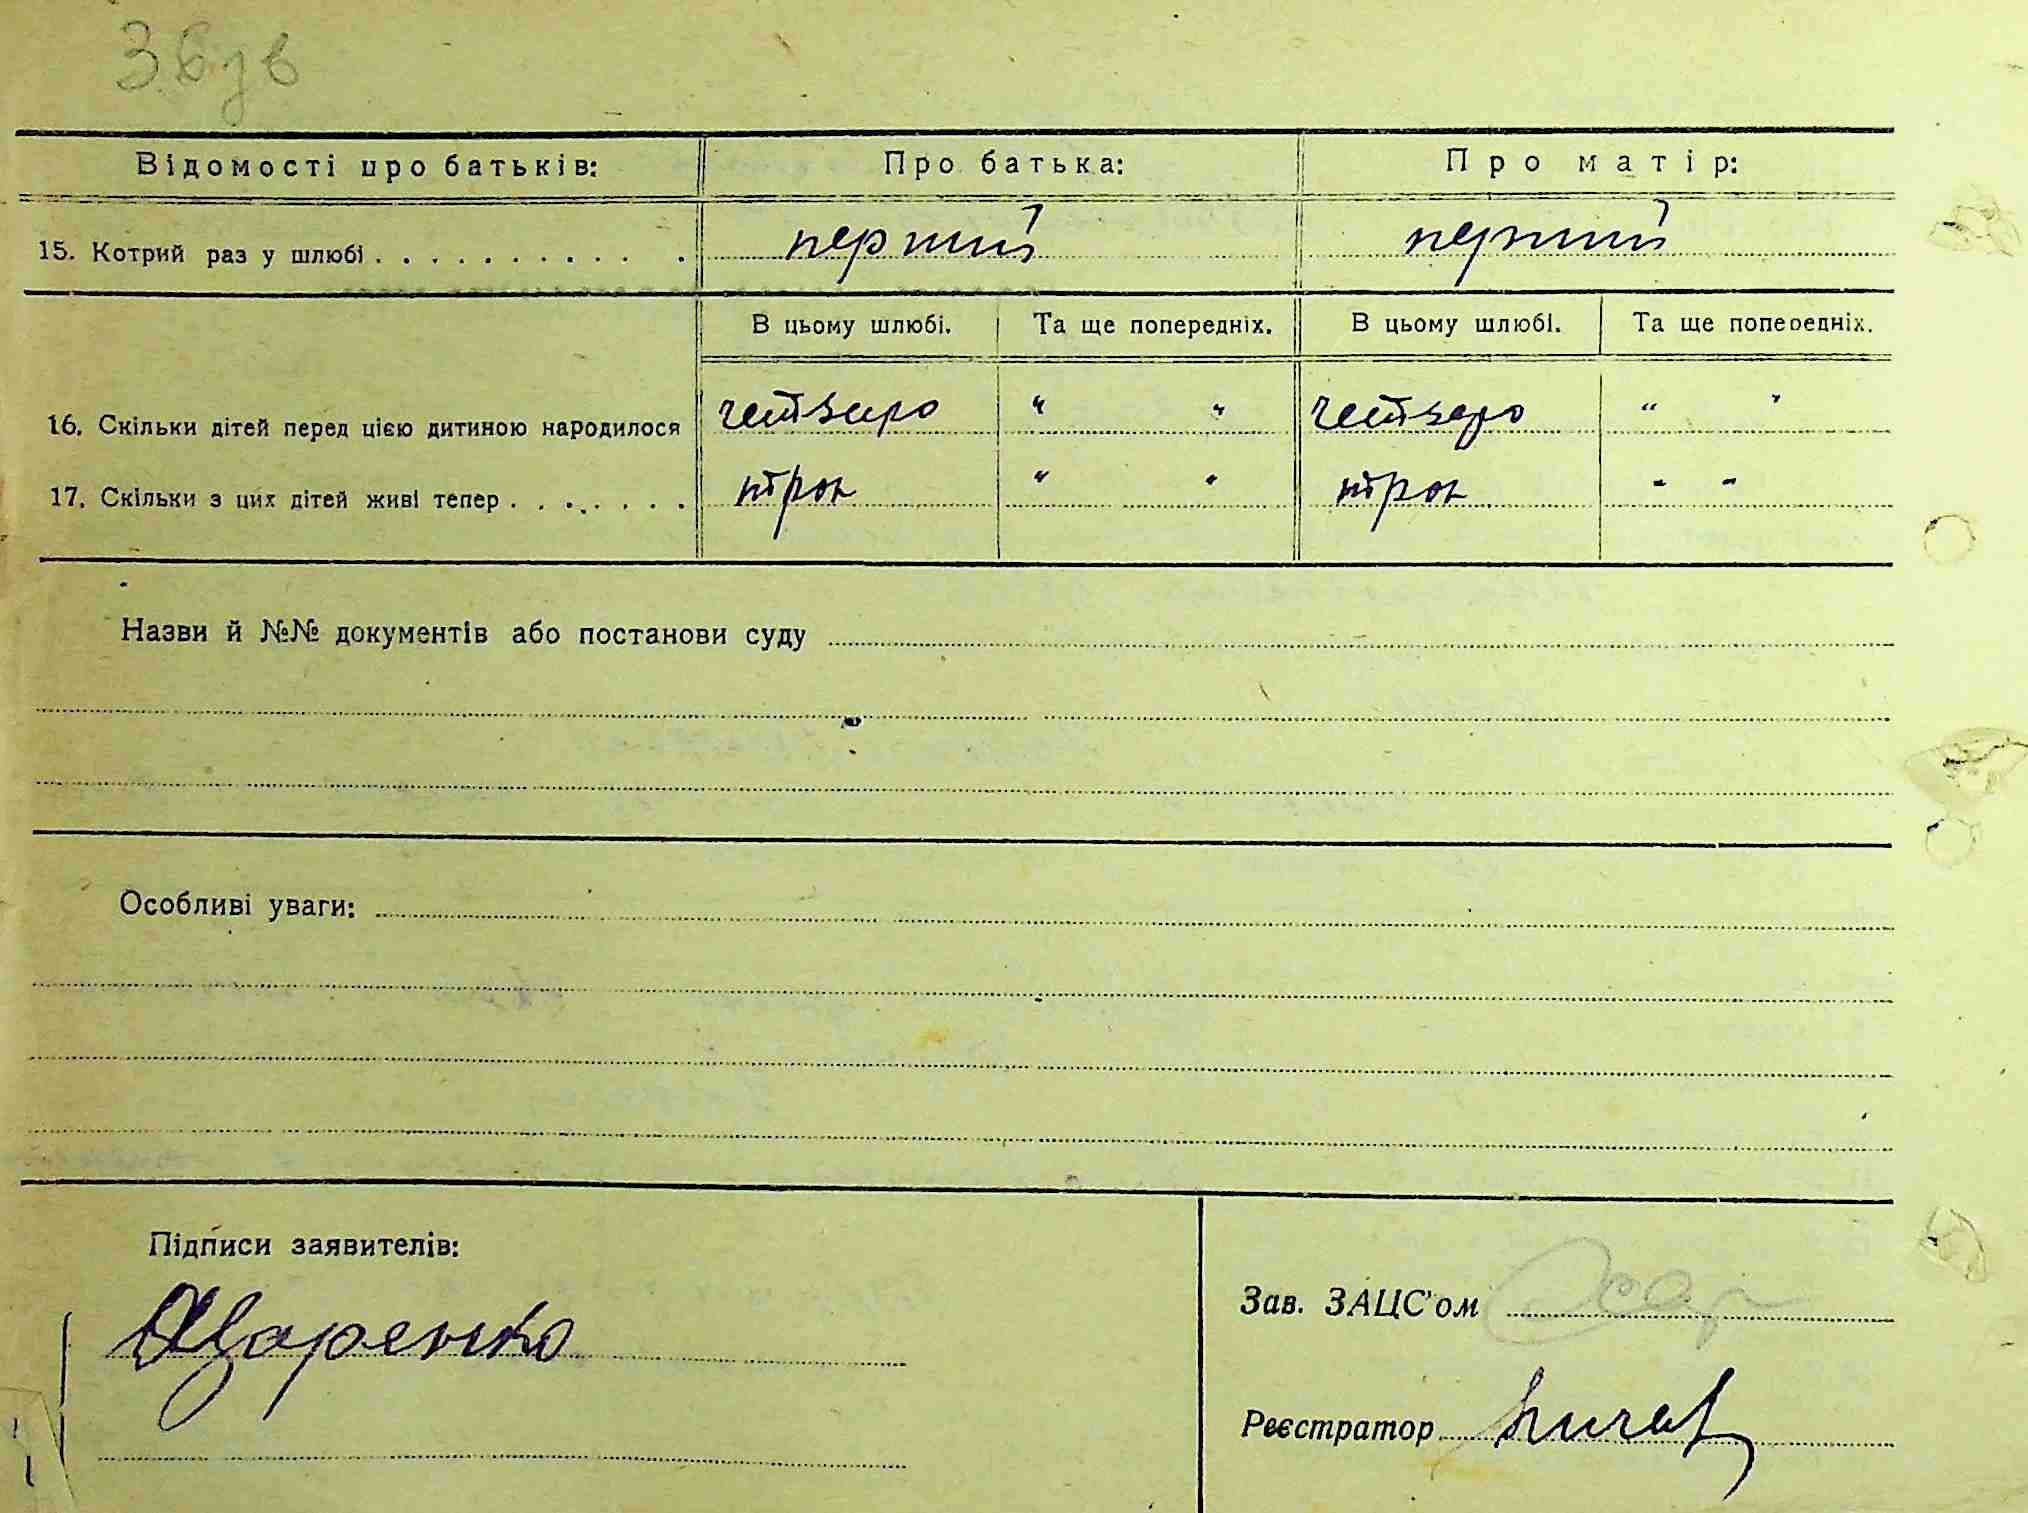 Відомості про батьків: Про батька: Про матір:
15. Котрий раз у шлюбі . . . . . . . . . . . . перший перший
В цьому шлюбі. Та ще попередніх. В цьому шлюбі. Та ще попередніх.
16. Скільки дітей перед цією дитиною народилося четверо " " четверо " "
17. Скільки з цих дітей живі тепер . . . . . . . троє " " троє " "
Назви й №№ документів або постанови суду
Особливі уваги:
Підписи заявителів:
Зав. ЗАЦС'ом
Царенко
Реєстратор